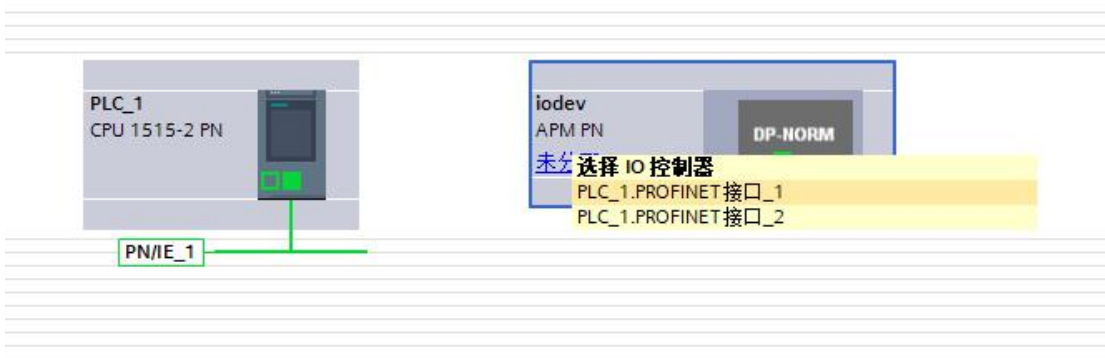 PLC_1
CPU 1515-2 PN
PN/IE_1
iodev
APM PN
DP-NORM
未分
选择 IO 控制器
PLC_1.PROFINET接口_1
PLC_1.PROFINET接口_2